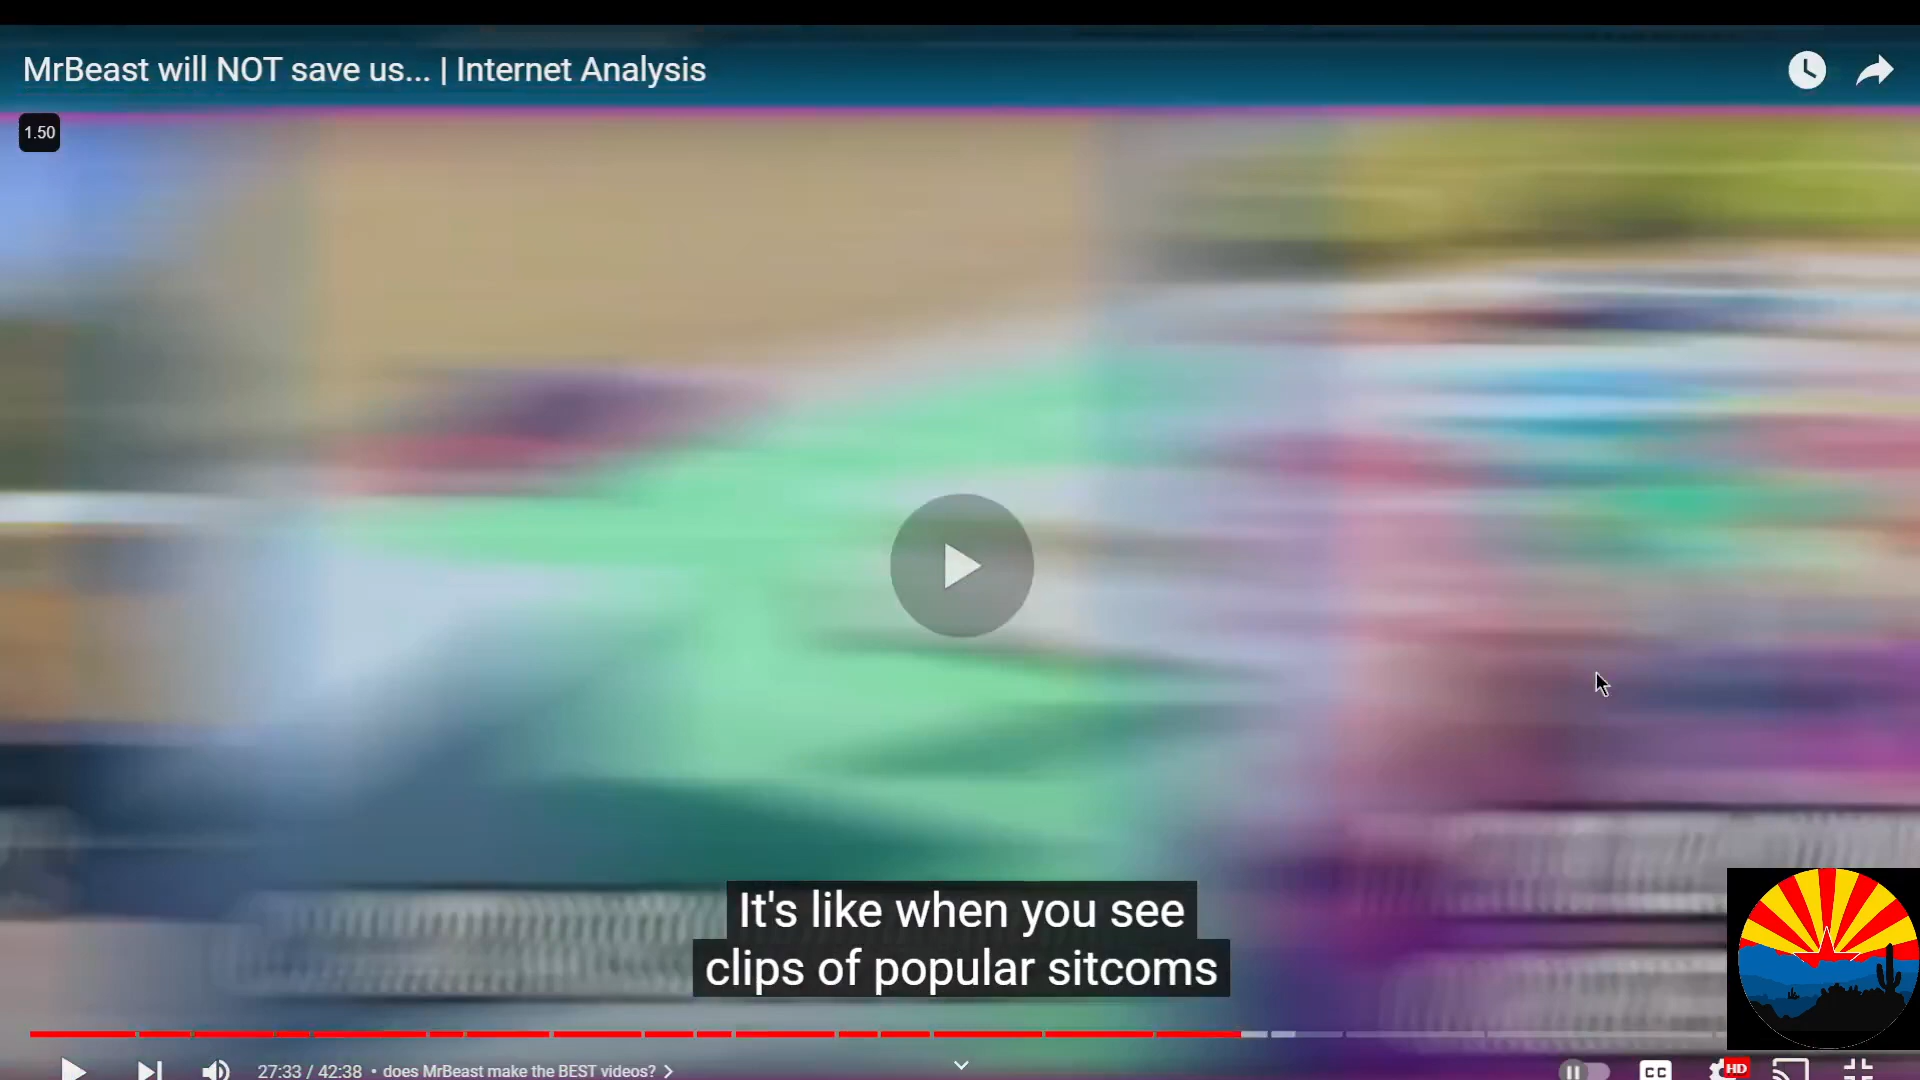 MrBeast will NOT save us... | Internet Analysis
1.50
It's like when you see
clips of popular sitcoms
27:33 / 42:38 • does MrBeast make the BEST videos?
CC
HD